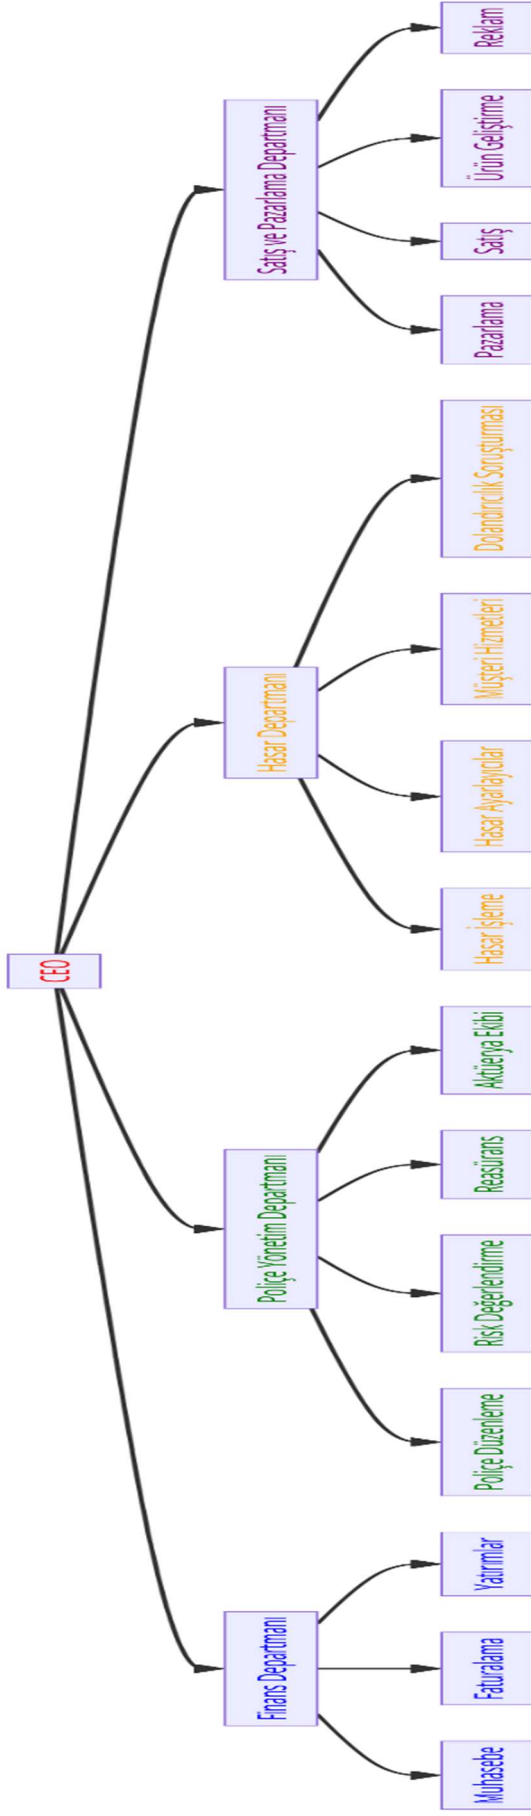 CEO
Finans Departmanı
Poliçe Yönetim Departmanı
Hasar Departmanı
Satış ve Pazarlama Departmanı
Muhasebe
Faturalama
Yatırımlar
Poliçe Düzenleme
Risk Değerlendirme
Reasürans
Aktüerya Ekibi
Hasar İşleme
Hasar Ayarlayıcılar
Müşteri Hizmetleri
Dolandırıcılık Soruşturması
Pazarlama
Satış
Ürün Geliştirme
Reklam